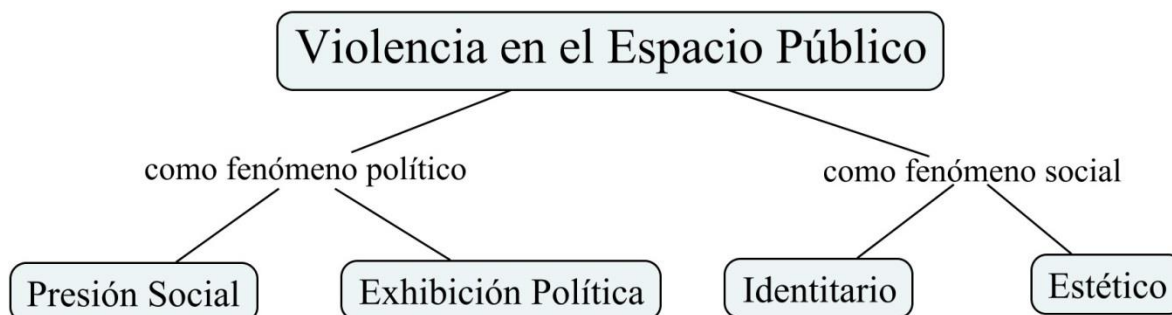 Violencia en el Espacio Público
como fenómeno político
como fenómeno social
Presión Social
Exhibición Política
Identitario
Estético